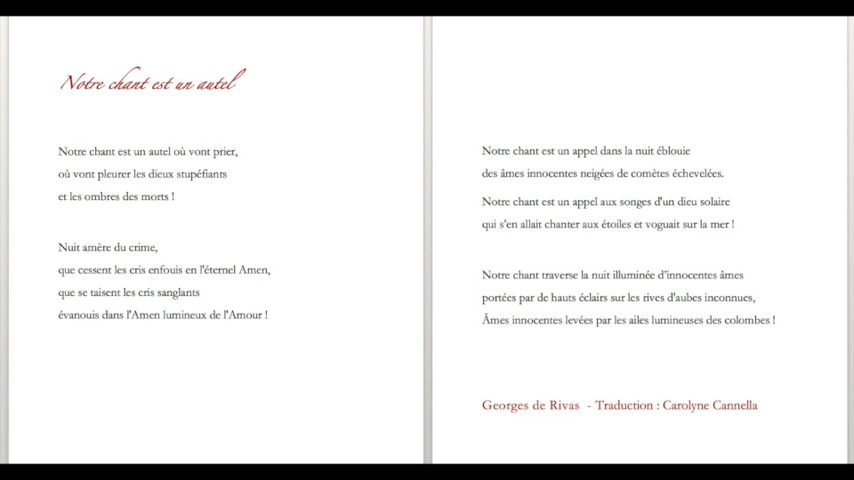 Notre chant est un autel
Notre chant est un autel où vont prier,
où vont pleurer les dieux stupéfiants
et les ombres des morts !
Nuit amère du crime,
que cessent les cris enfouis en l'éternel Amen,
que se taisent les cris sanglants
évanouis dans l'Amen lumineux de l'Amour !
Notre chant est un appel dans la nuit éblouie
des âmes innocentes neigées de comètes échevelées.
Notre chant est un appel aux songes d'un dieu solaire
qui s'en allait chanter aux étoiles et voguait sur la mer !
Notre chant traverse la nuit illuminée d'innocentes âmes
portées par de hauts éclairs sur les rives d'aubes inconnues,
Âmes innocentes levées par les ailes lumineuses des colombes !
Georges de Rivas - Traduction : Carolyne Cannella